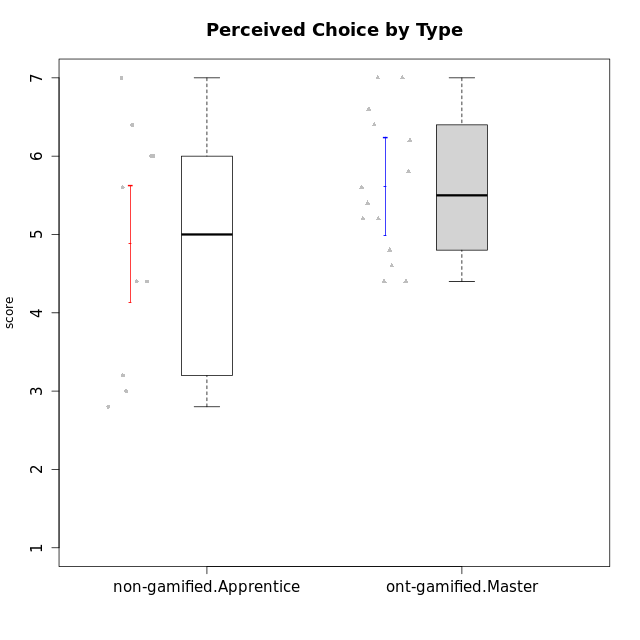 Perceived Choice by Type
7
6
5
4
3
2
1
score
non-gamified.Apprentice
ont-gamified.Master